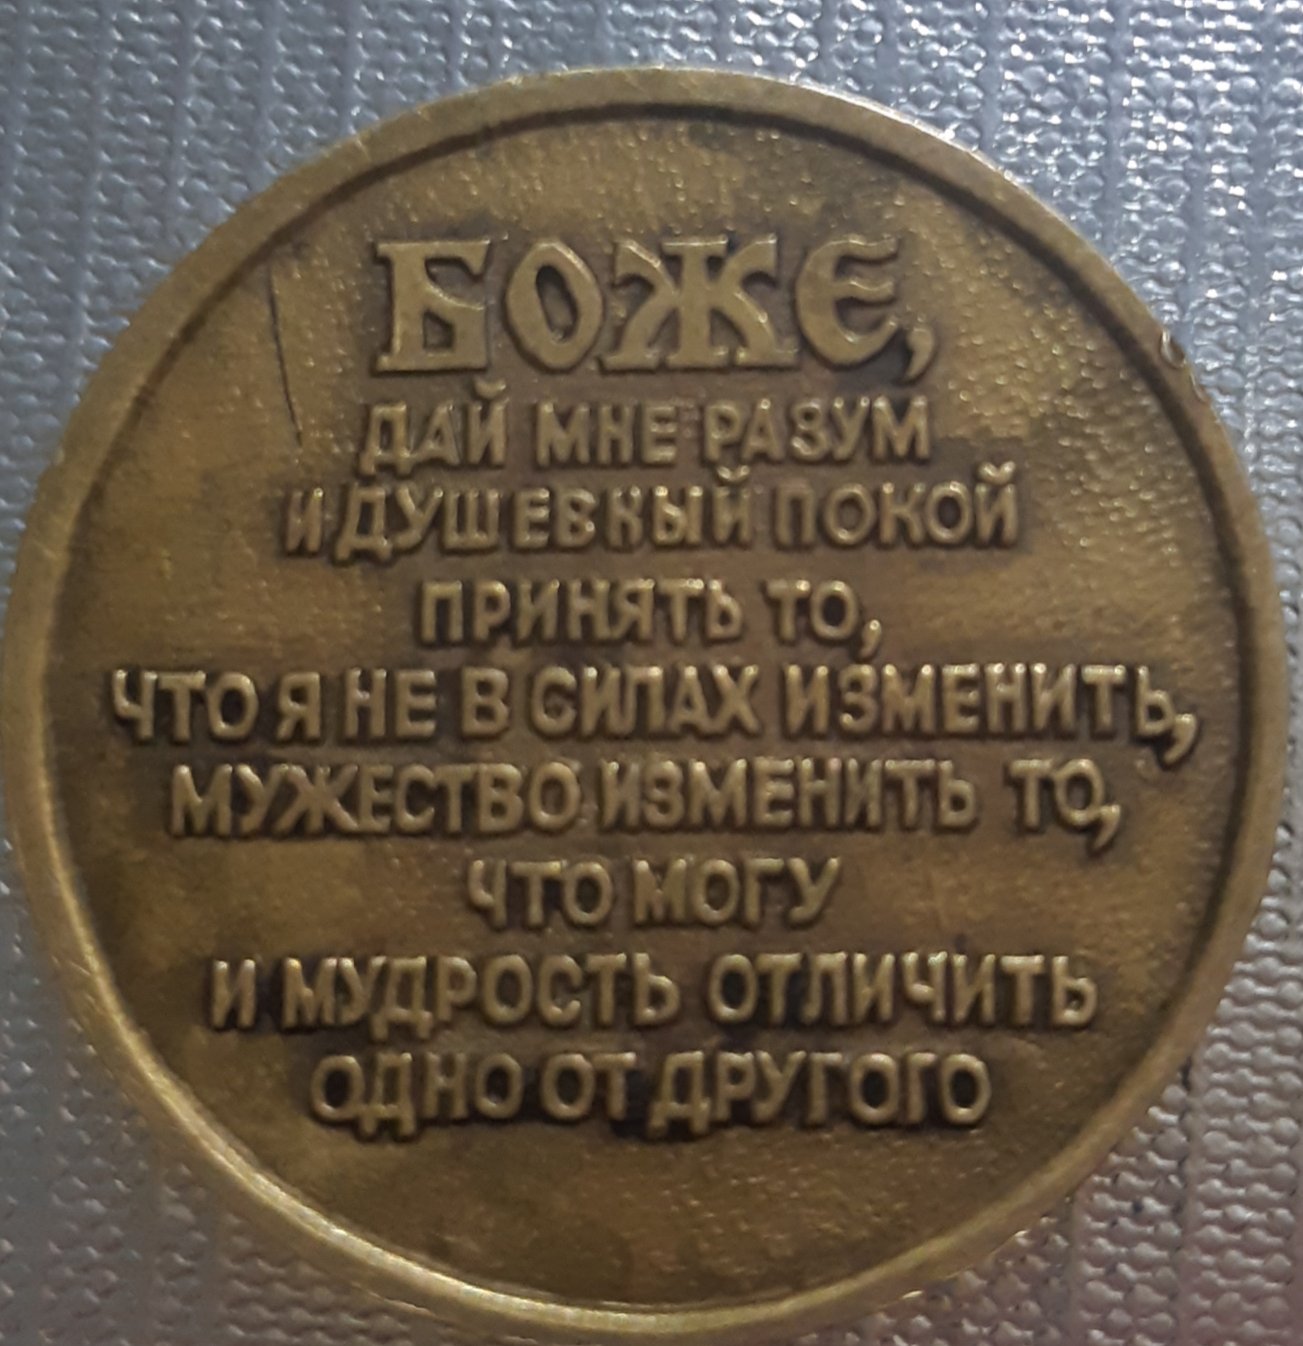 БОЖЕ,
ДАЙ МНЕ РАЗУМ
И ДУШЕВНЫЙ ПОКОЙ
ПРИНЯТЬ ТО,
ЧТО Я НЕ В СИЛАХ ИЗМЕНИТЬ,
МУЖЕСТВО ИЗМЕНИТЬ ТО,
ЧТО МОГУ
И МУДРОСТЬ ОТЛИЧИТЬ
ОДНО ОТ ДРУГОГО